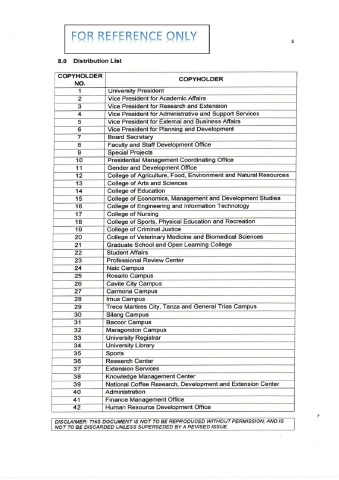 FOR REFERENCE ONLY
3
8.0 Distribution List
COPYHOLDER NO. COPYHOLDER
1 University President
2 Vice President for Academic Affairs
3 Vice President for Research and Extension
4 Vice President for Administrative and Support Services
5 Vice President for External and Business Affairs
6 Vice President for Planning and Development
7 Board Secretary
8 Faculty and Staff Development Office
9 Special Projects
10 Presidential Management Coordinating Office
11 Gender and Development Office
12 College of Agriculture, Food, Environment and Natural Resources
13 College of Arts and Sciences
14 College of Education
15 College of Economics, Management and Development Studies
16 College of Engineering and Information Technology
17 College of Nursing
18 College of Sports, Physical Education and Recreation
19 College of Criminal Justice
20 College of Veterinary Medicine and Biomedical Sciences
21 Graduate School and Open Learning College
22 Student Affairs
23 Professional Review Center
24 Naic Campus
25 Rosario Campus
26 Cavite City Campus
27 Carmona Campus
28 Imus Campus
29 Trece Martires City, Tanza and General Trias Campus
30 Silang Campus
31 Bacoor Campus
32 Maragondon Campus
33 University Registrar
34 University Library
35 Sports
36 Research Center
37 Extension Services
38 Knowledge Management Center
39 National Coffee Research, Development and Extension Center
40 Administration
41 Finance Management Office
42 Human Resource Development Office
DISCLAIMER: THIS DOCUMENT IS NOT TO BE REPRODUCED WITHOUT PERMISSION; AND IS
NOT TO BE DISCARDED UNLESS SUPERSEDED BY A REVISED ISSUE.